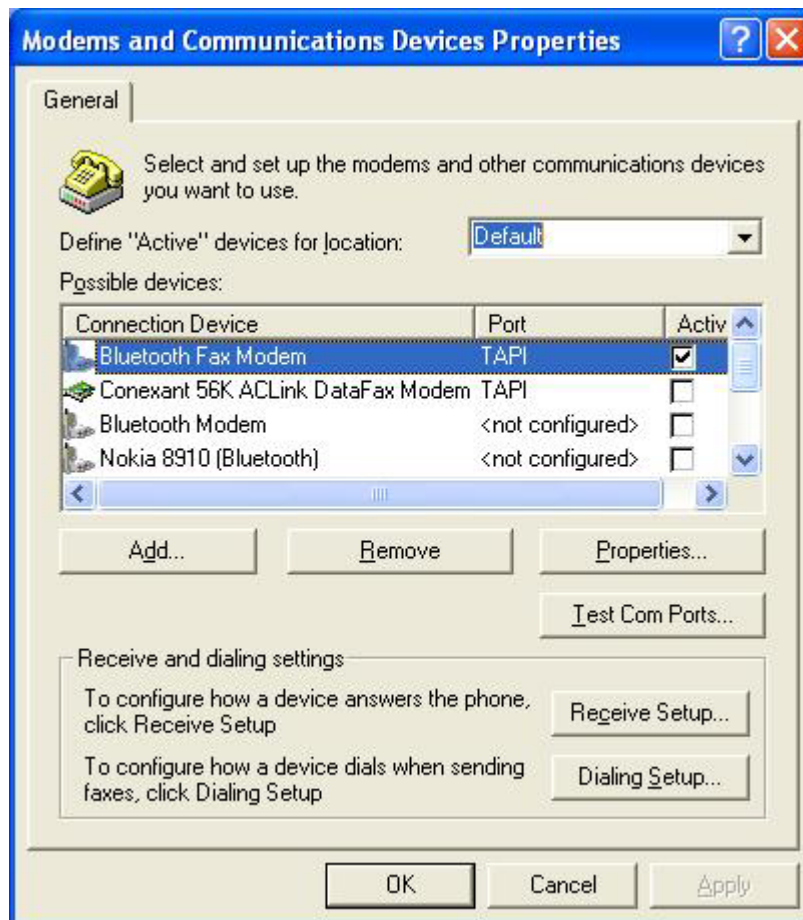 Modems and Communications Devices Properties
General
Select and set up the modems and other communications devices
you want to use.
Define "Active" devices for location:
Default
Possible devices:
Connection Device Port Activ
Bluetooth Fax Modem TAPI
Conexant 56K ACLink DataFax Modem TAPI
Bluetooth Modem <not configured>
Nokia 8910 (Bluetooth) <not configured>
Add... Remove Properties...
Test Com Ports...
Receive and dialing settings
To configure how a device answers the phone,
click Receive Setup
Receive Setup...
To configure how a device dials when sending
faxes, click Dialing Setup
Dialing Setup...
OK Cancel Apply